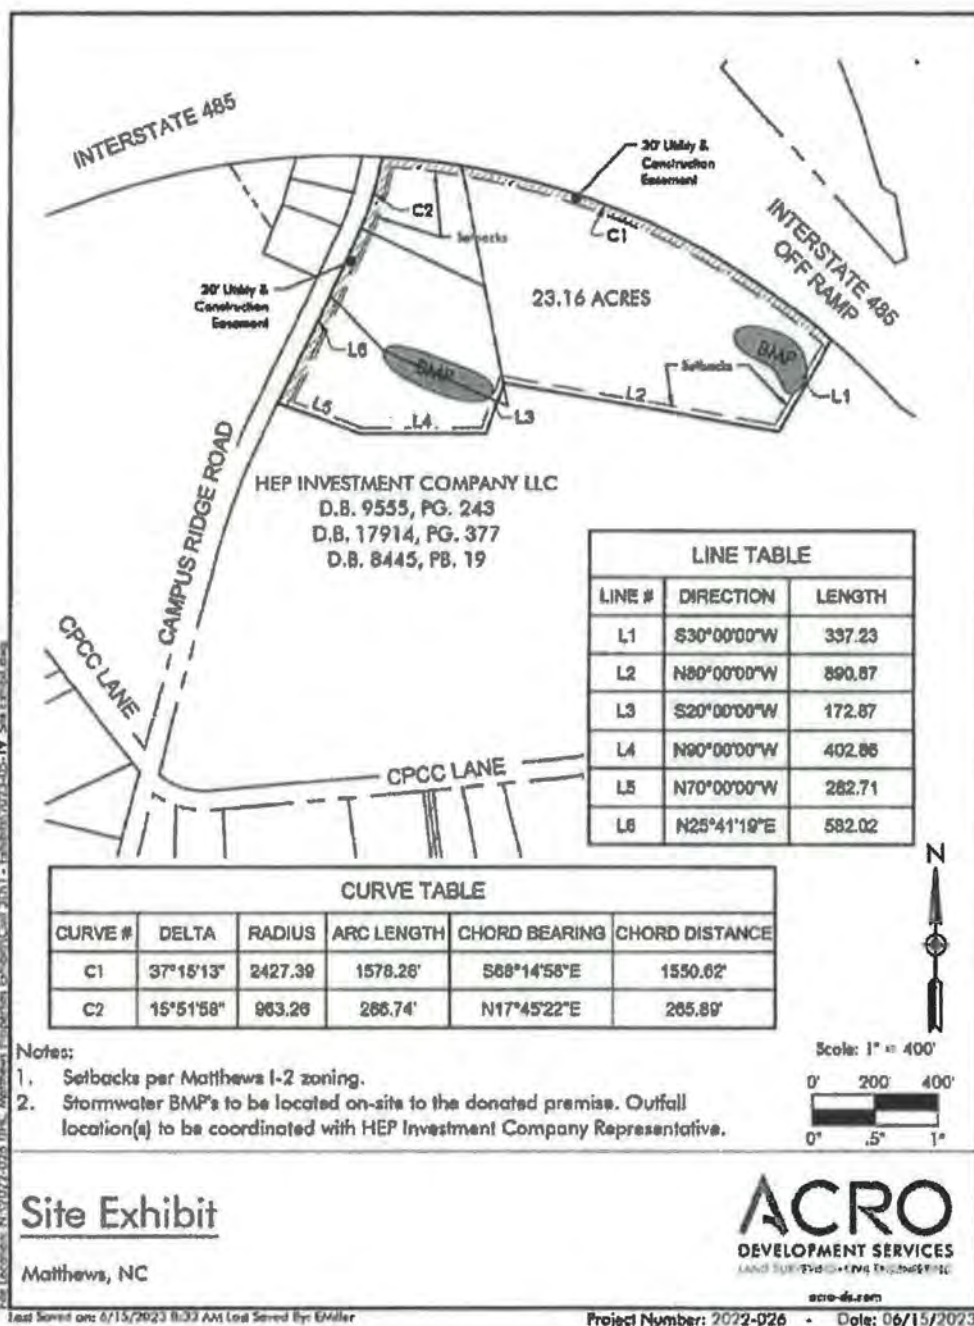 INTERSTATE 485
30' Utility &
Construction
Easement
C2
Setbacks
C1
INTERSTATE 485
OFF RAMP
30' Utility &
Construction
Easement
23.16 ACRES
L6
BMP
BMP
Setbacks
L2
L1
L5
L4
L3
CAMPUS RIDGE ROAD
HEP INVESTMENT COMPANY LLC
D.B. 9555, PG. 243
D.B. 17914, PG. 377
D.B. 8445, PB. 19
CPCC LANE
CPCC LANE
LINE TABLE
LINE # DIRECTION LENGTH
L1 S30°00'00"W 337.23
L2 N80°00'00"W 890.87
L3 S20°00'00"W 172.87
L4 N90°00'00"W 402.86
L5 N70°00'00"W 262.71
L6 N25°41'19"E 582.02
N
CURVE TABLE
CURVE # DELTA RADIUS ARC LENGTH CHORD BEARING CHORD DISTANCE
C1 37°15'13" 2427.39 1578.26' S68°14'58"E 1550.62'
C2 15°51'58" 963.26 266.74' N17°45'22"E 265.89'
Notes:
1. Setbacks per Matthews I-2 zoning.
2. Stormwater BMP's to be located on-site to the donated premise. Outfall
location(s) to be coordinated with HEP Investment Company Representative.
Scale: 1" = 400'
0' 200' 400'
0" .5" 1"
Site Exhibit
Matthews, NC
ACRO
DEVELOPMENT SERVICES
LAND SURVEYING • CIVIL ENGINEERING
acro-ds.com
Last Saved on: 6/15/2023 8:33 AM Last Saved By: EMiller
Project Number: 2022-026 - Date: 06/15/2023